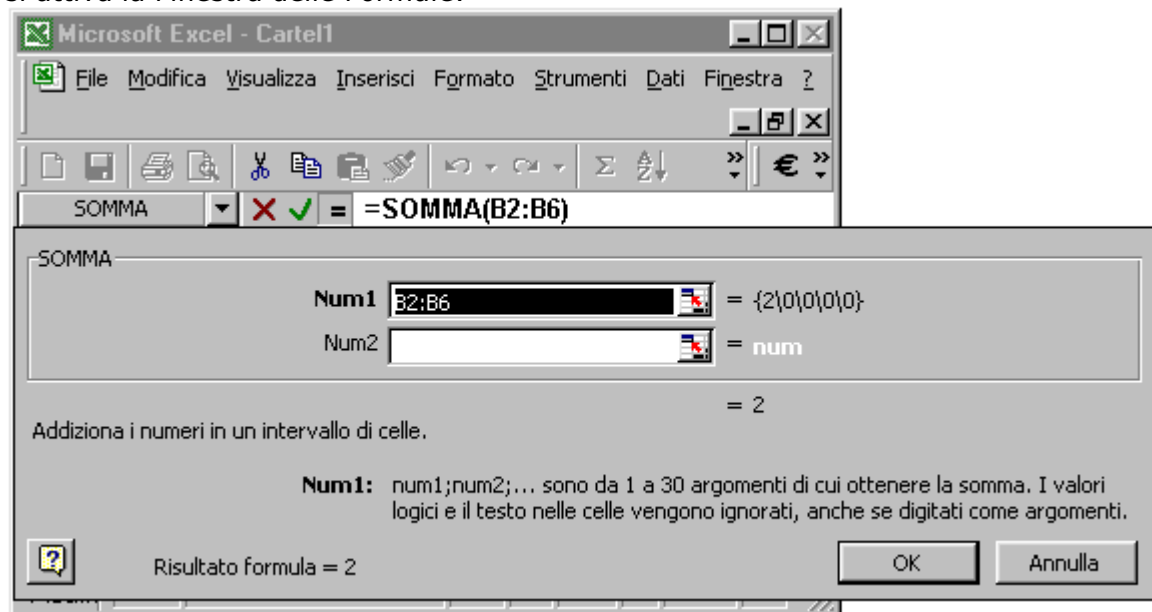 si attiva la Finestra delle Formule:
Microsoft Excel - Cartel1
File Modifica Visualizza Inserisci Formato Strumenti Dati Finestra ?
SOMMA = =SOMMA(B2:B6)
SOMMA
Num1 B2:B6 = {2\0\0\0\0}
Num2 = num
= 2
Addiziona i numeri in un intervallo di celle.
Num1: num1;num2;... sono da 1 a 30 argomenti di cui ottenere la somma. I valori
logici e il testo nelle celle vengono ignorati, anche se digitati come argomenti.
Risultato formula = 2
OK Annulla